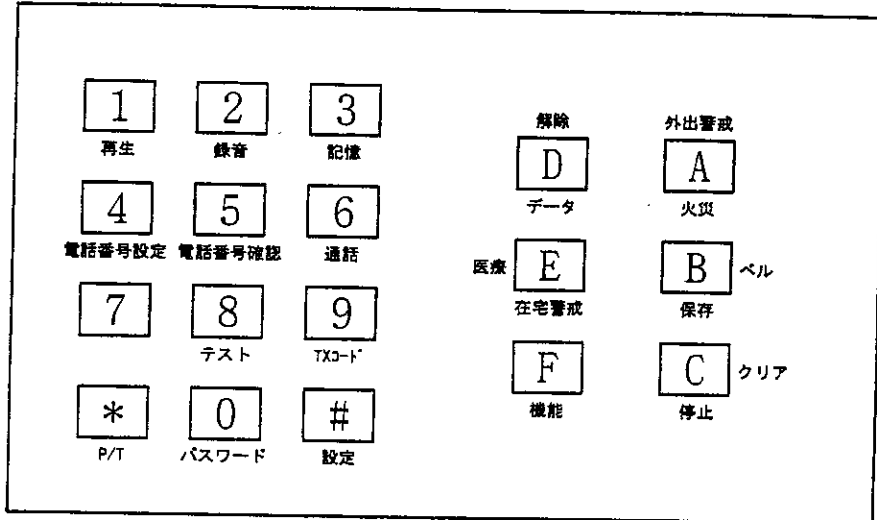 1 2 3
再生 録音 記憶
4 5 6
電話番号設定 電話番号確認 通話
7 8 9
テスト TXコード
* 0 #
P/T パスワード 設定
解除 外出警戒
D A
データ 火災
医療 E B ベル
在宅警戒 保存
F C クリア
機能 停止